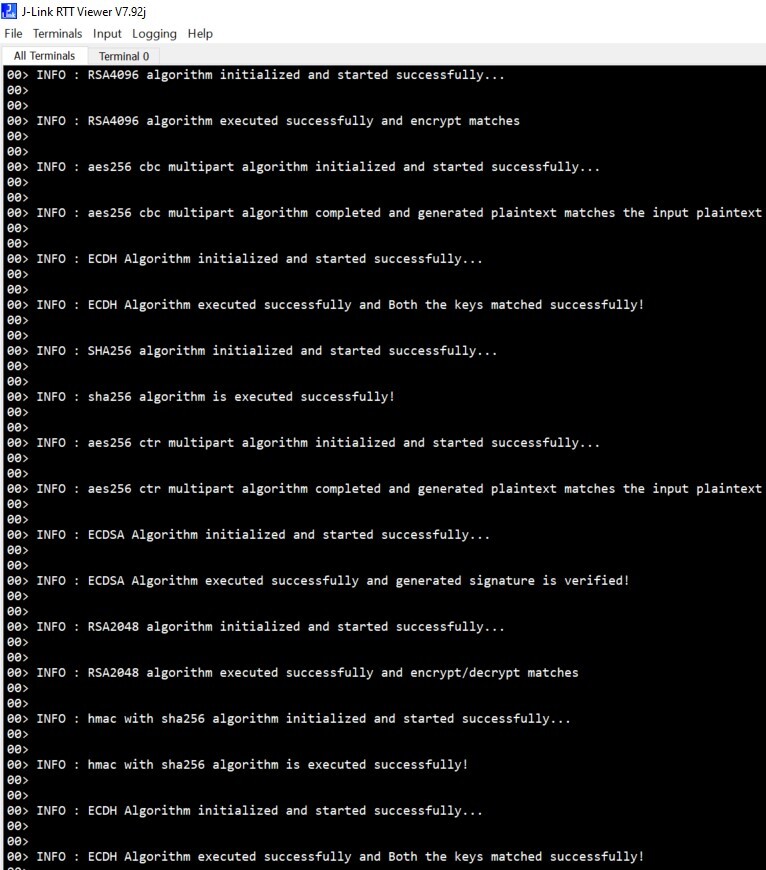 J-Link RTT Viewer V7.92j
File Terminals Input Logging Help
All Terminals Terminal 0
00> INFO : RSA4096 algorithm initialized and started successfully...
00>
00>
00> INFO : RSA4096 algorithm executed successfully and encrypt matches
00>
00>
00> INFO : aes256 cbc multipart algorithm initialized and started successfully...
00>
00>
00> INFO : aes256 cbc multipart algorithm completed and generated plaintext matches the input plaintext
00>
00>
00> INFO : ECDH Algorithm initialized and started successfully...
00>
00>
00> INFO : ECDH Algorithm executed successfully and Both the keys matched successfully!
00>
00>
00> INFO : SHA256 algorithm initialized and started successfully...
00>
00>
00> INFO : sha256 algorithm is executed successfully!
00>
00>
00> INFO : aes256 ctr multipart algorithm initialized and started successfully...
00>
00>
00> INFO : aes256 ctr multipart algorithm completed and generated plaintext matches the input plaintext
00>
00>
00> INFO : ECDSA Algorithm initialized and started successfully...
00>
00>
00> INFO : ECDSA Algorithm executed successfully and generated signature is verified!
00>
00>
00> INFO : RSA2048 algorithm initialized and started successfully...
00>
00>
00> INFO : RSA2048 algorithm executed successfully and encrypt/decrypt matches
00>
00>
00> INFO : hmac with sha256 algorithm initialized and started successfully...
00>
00>
00> INFO : hmac with sha256 algorithm is executed successfully!
00>
00>
00> INFO : ECDH Algorithm initialized and started successfully...
00>
00>
00> INFO : ECDH Algorithm executed successfully and Both the keys matched successfully!
00>